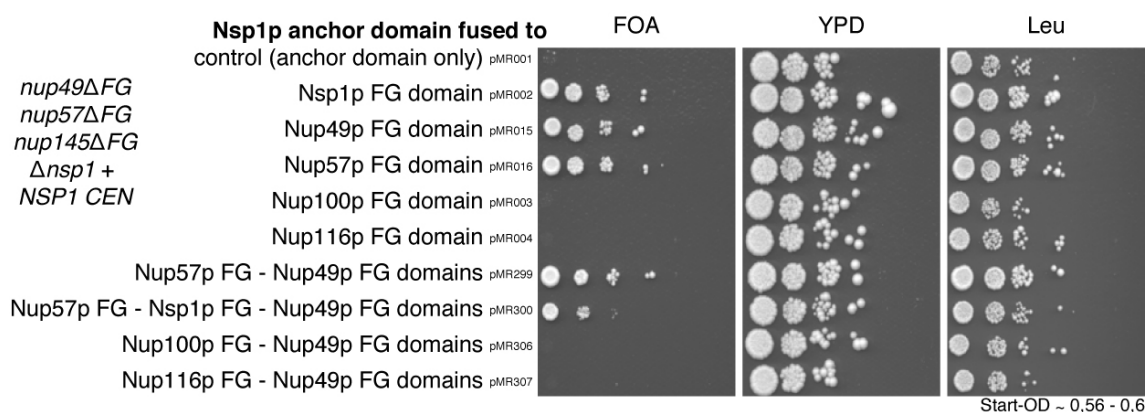 Nsp1p anchor domain fused to
FOA
YPD
Leu
control (anchor domain only) pMR001
nup49ΔFG
nup57ΔFG
nup145ΔFG
Δnsp1 +
NSP1 CEN
Nsp1p FG domain pMR002
Nup49p FG domain pMR015
Nup57p FG domain pMR016
Nup100p FG domain pMR003
Nup116p FG domain pMR004
Nup57p FG - Nup49p FG domains pMR299
Nup57p FG - Nsp1p FG - Nup49p FG domains pMR300
Nup100p FG - Nup49p FG domains pMR306
Nup116p FG - Nup49p FG domains pMR307
Start-OD ~ 0,56 - 0,6